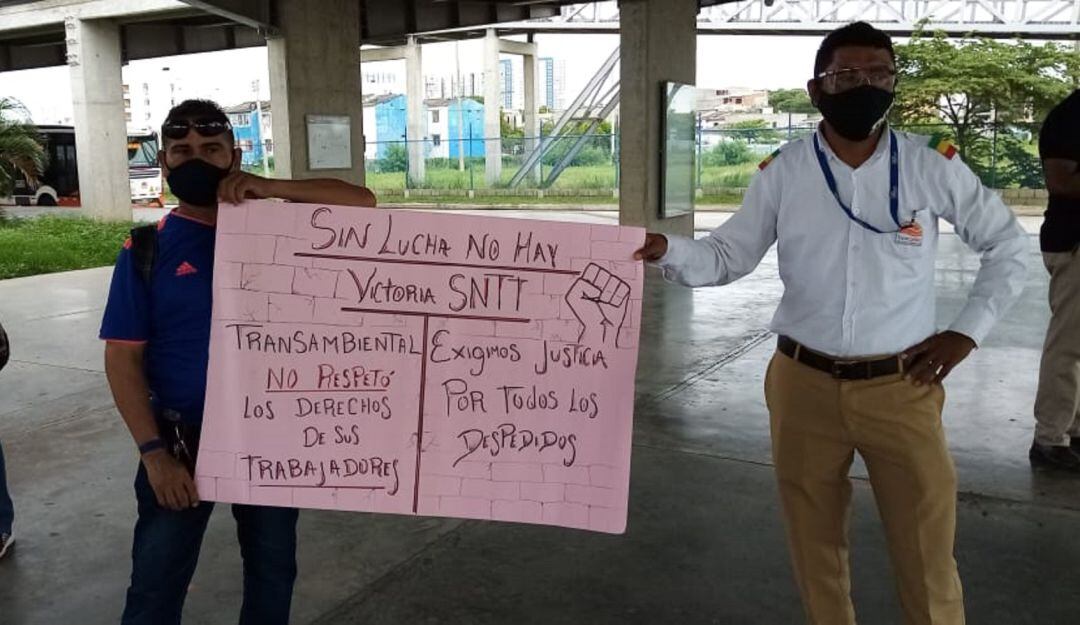 SIN LUCHA NO HAY
VICTORIA SNTT
TRANSAMBIENTAL
NO RESPETÓ
LOS DERECHOS
DE SUS
TRABAJADORES
EXIGIMOS JUSTICIA
POR TODOS LOS
DESPEDIDOS